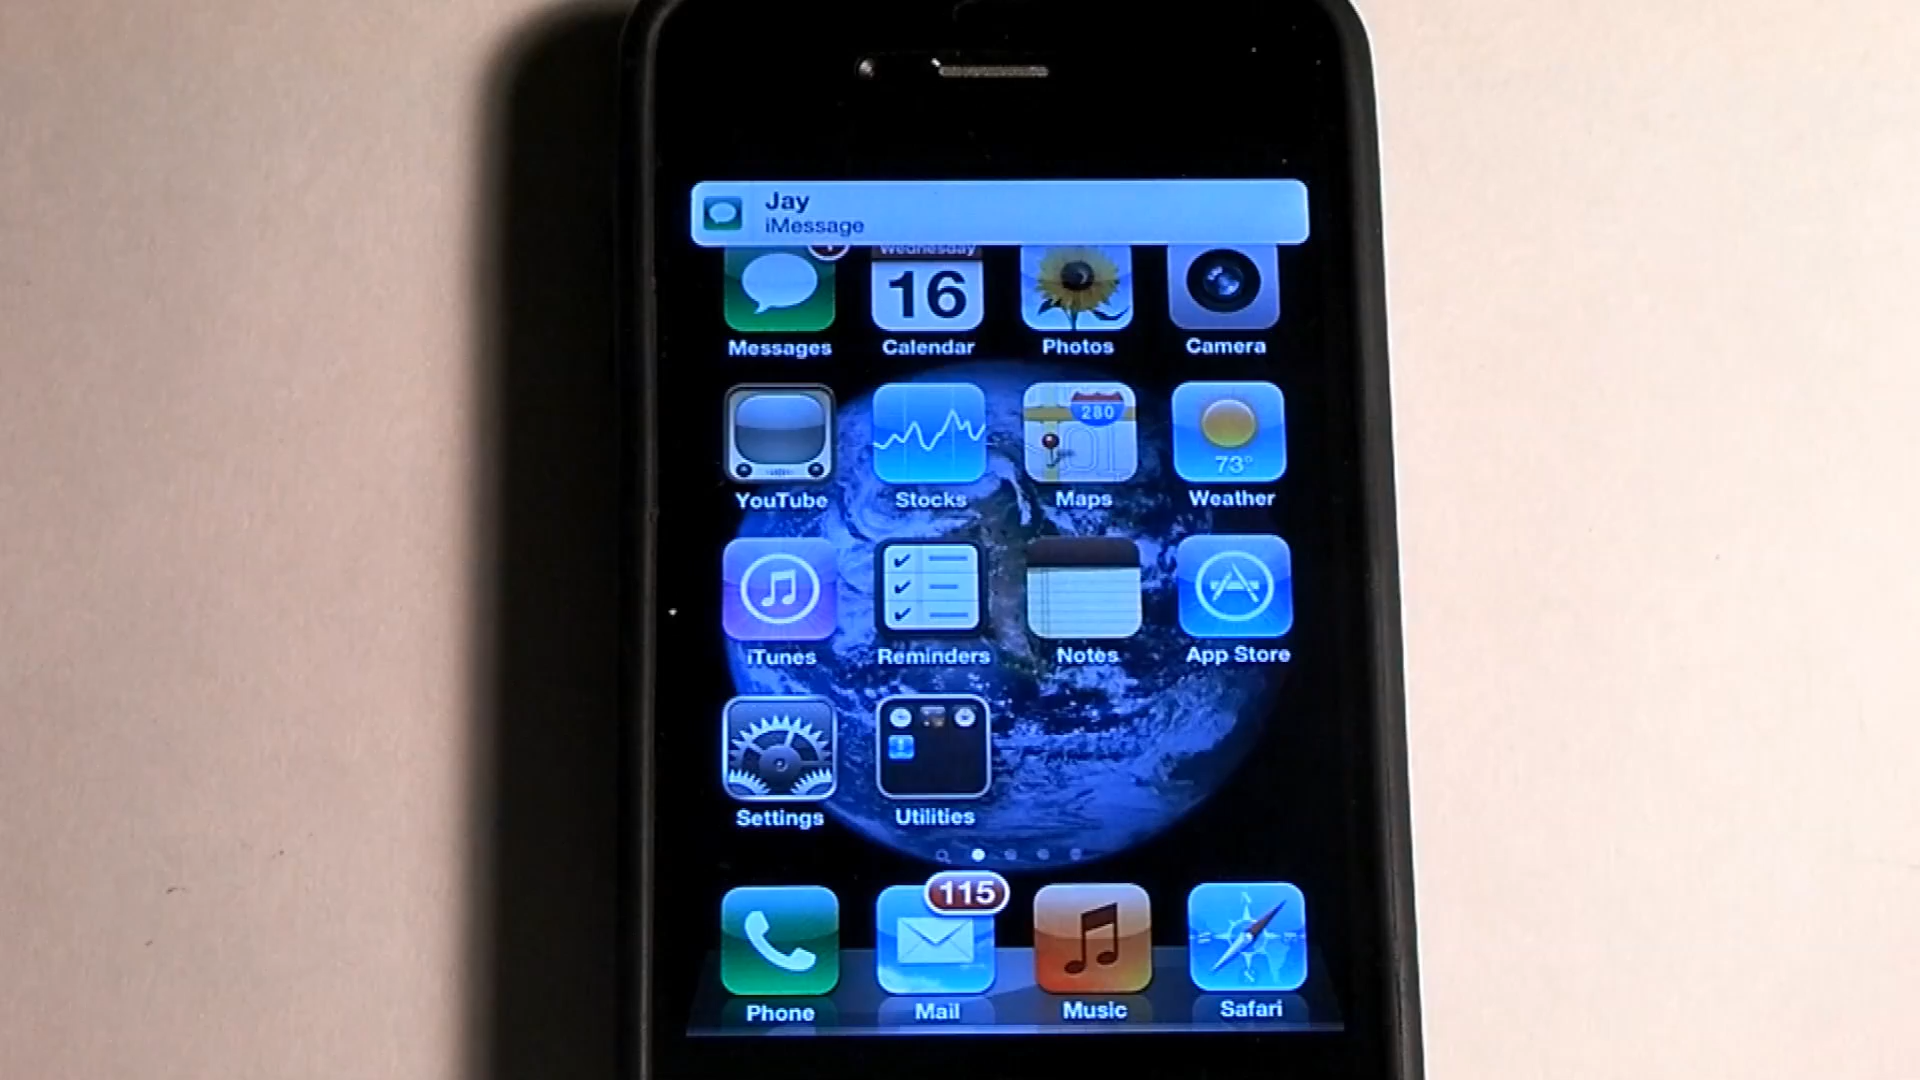 Jay
iMessage
Wednesday
16
Messages Calendar Photos Camera
280
73°
YouTube Stocks Maps Weather
iTunes Reminders Notes App Store
Settings Utilities
115
Phone Mail Music Safari